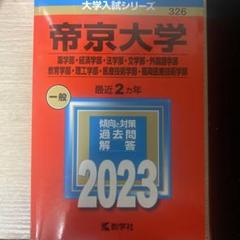 大学入試シリーズ
326
帝京大学
薬学部・経済学部・法学部・文学部・外国語学部
教育学部・理工学部・医療技術学部・福岡医療技術学部
一般
最近2カ年
傾向と対策
過去問
解答
2023
教学社